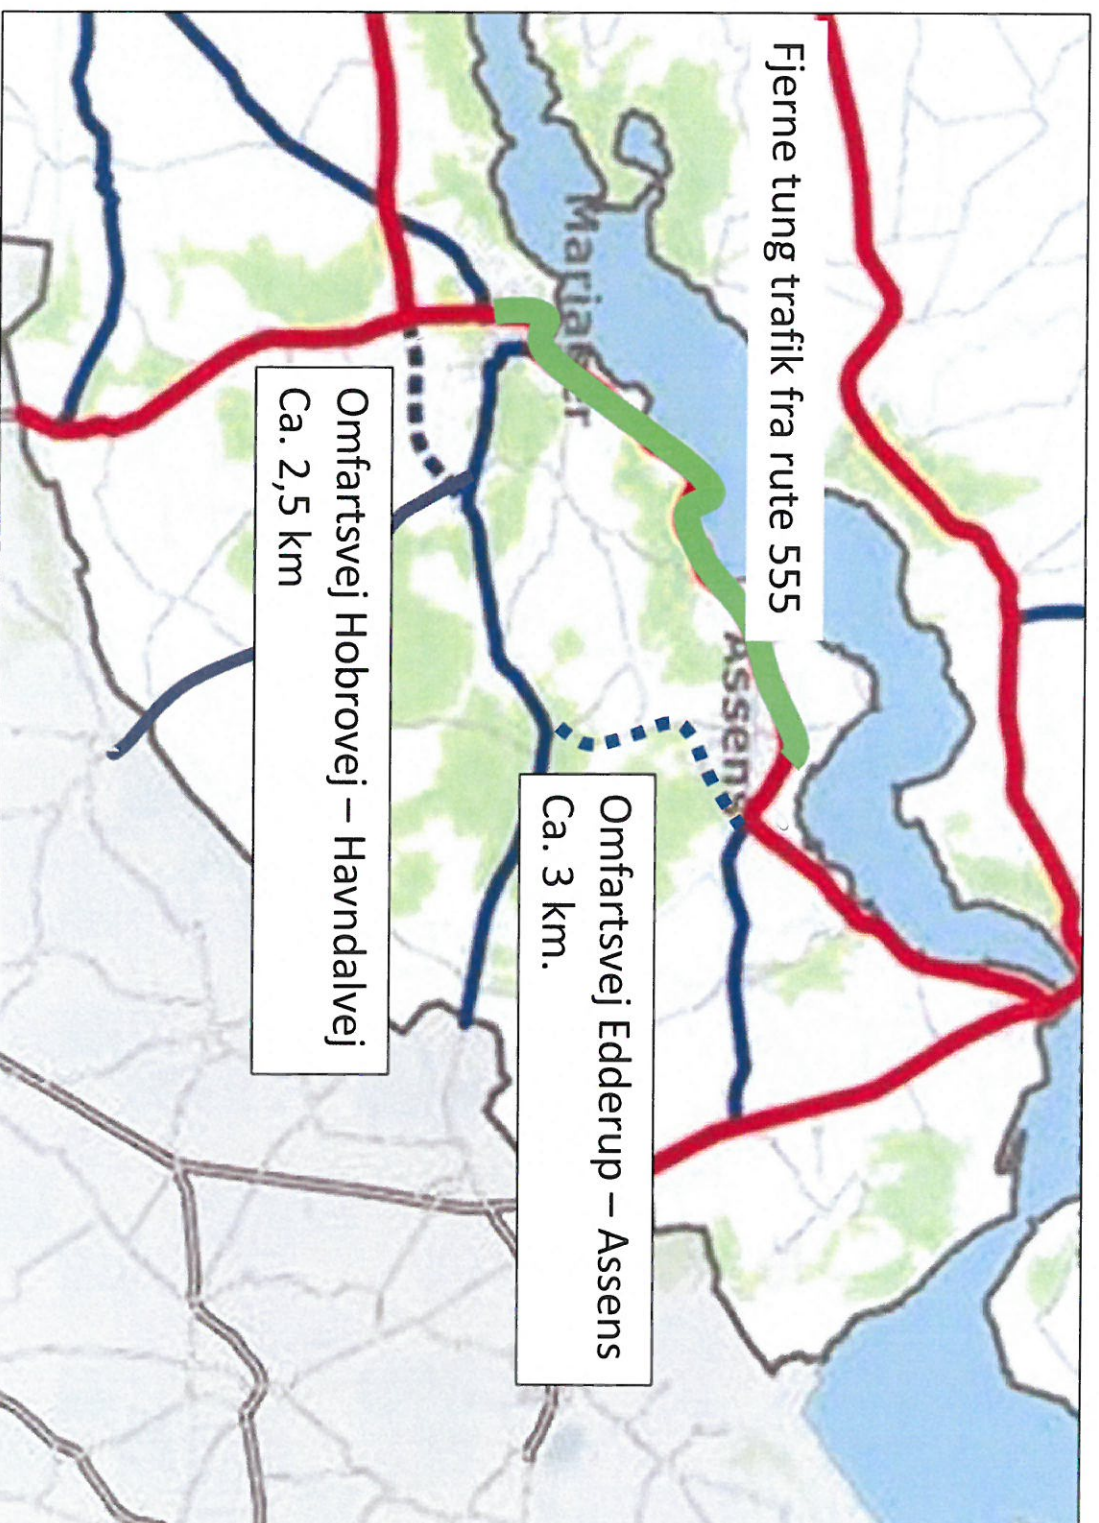 Fjerne tung trafik fra rute 555
Mariager
Assens
Omfartsvej Edderup – Assens
Ca. 3 km.
Omfartsvej Hobrovej – Havndalvej
Ca. 2,5 km